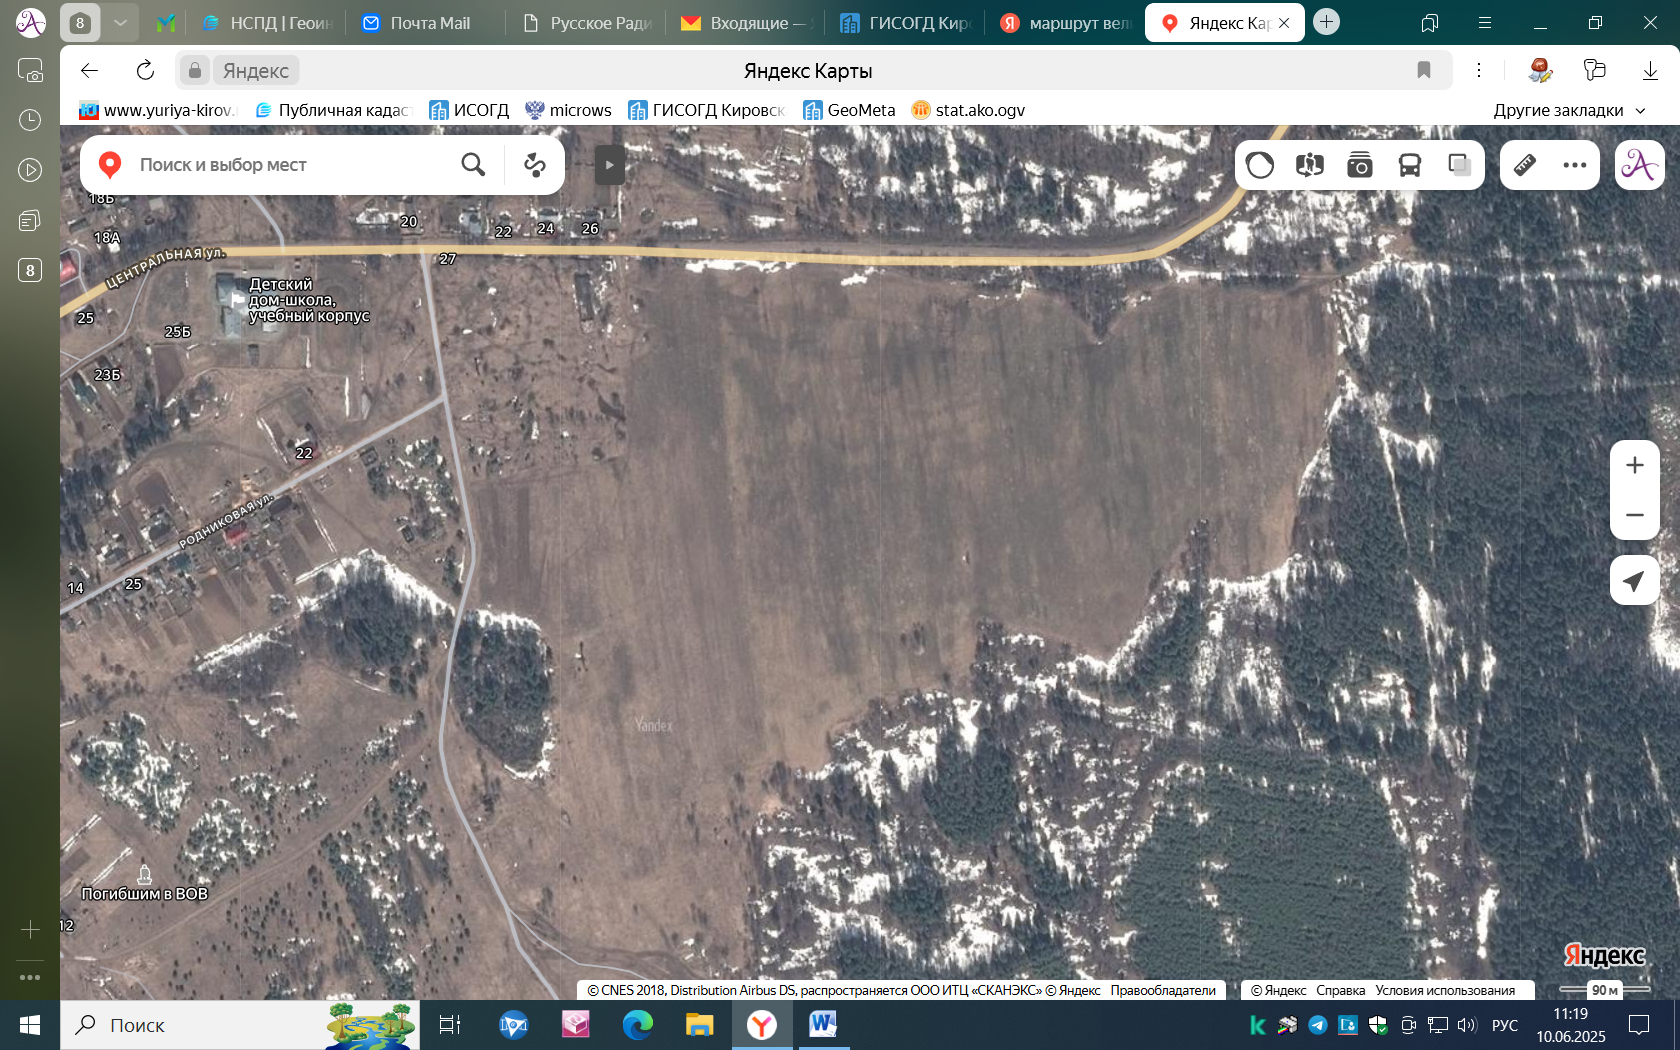 8
НСПД | Геоин
Почта Mail
Русское Ради
Входящие —
ГИСОГД Кир
маршрут вел
Яндекс Кар
Яндекс
Яндекс Карты
www.yuriya-kirov.
Публичная кадаст
ИСОГД
microws
ГИСОГД Кировск
GeoMeta
stat.ako.ogv
Другие закладки
8
Поиск и выбор мест
18Б
18А
20
22
24
26
27
ЦЕНТРАЛЬНАЯ ул.
Детский
дом-школа,
учебный корпус
25
25Б
23Б
22
РОДНИКОВАЯ ул.
14
25
Yandex
Погибшим в ВОВ
12
Яндекс
© CNES 2018, Distribution Airbus DS, распространяется ООО ИТЦ «СКАНЭКС» © Яндекс Правообладатели
© Яндекс Справка Условия использования
90 м
Поиск
РУС
11:19
10.06.2025